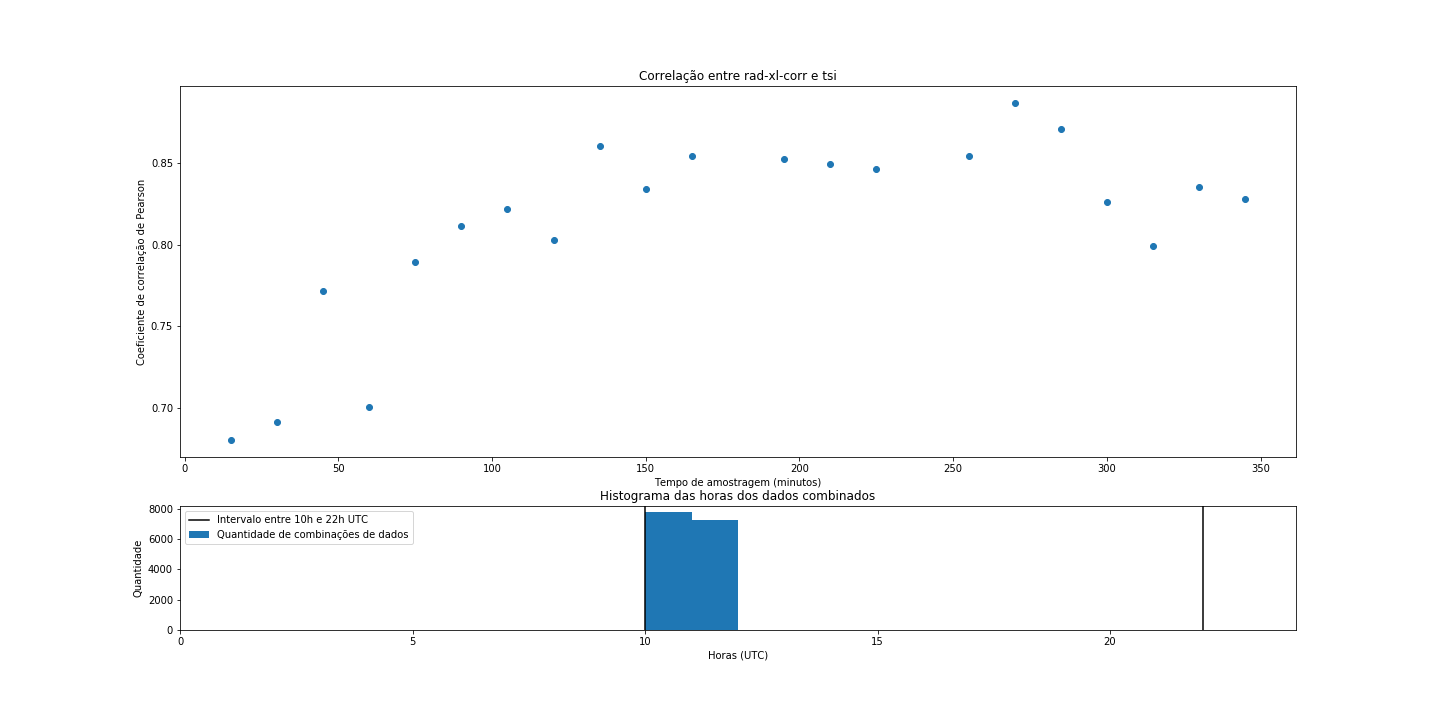 Correlação entre rad-xl-corr e tsi
Coeficiente de correlação de Pearson
0.85
0.80
0.75
0.70
0 50 100 150 200 250 300 350
Tempo de amostragem (minutos)
Histograma das horas dos dados combinados
Quantidade
8000
6000
4000
2000
0
Intervalo entre 10h e 22h UTC
Quantidade de combinações de dados
0 5 10 15 20
Horas (UTC)